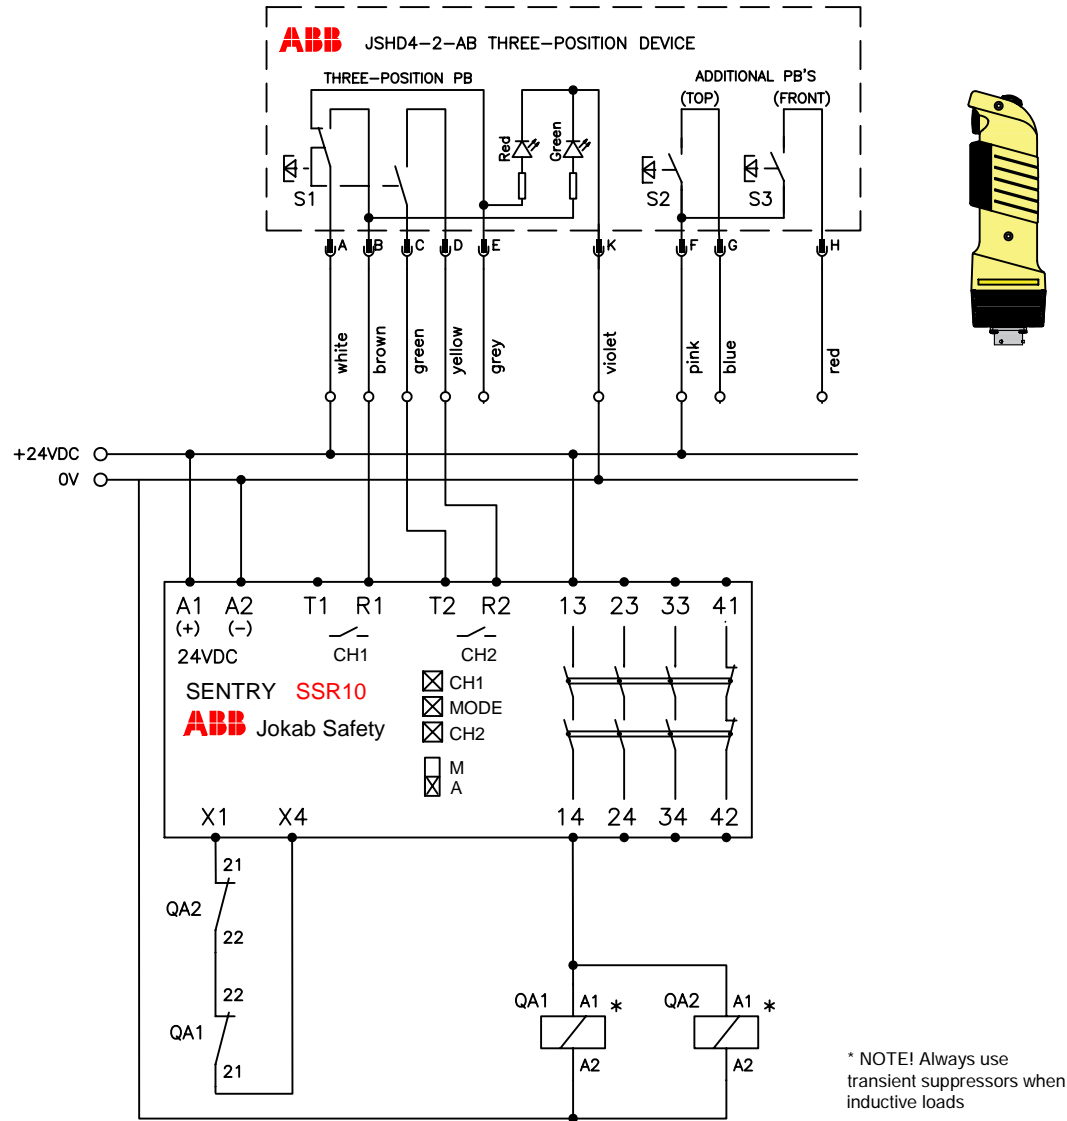 ABB JSHD4-2-AB THREE-POSITION DEVICE
THREE-POSITION PB
ADDITIONAL PB'S
(TOP) (FRONT)
Red
Green
S1
S2
S3
A B C D E K F G H
white
brown
green
yellow
grey
violet
pink
blue
red
+24VDC
0V
A1 A2 T1 R1 T2 R2 13 23 33 41
(+) (-)
24VDC
CH1
CH2
SENTRY SSR10
ABB Jokab Safety
CH1
MODE
CH2
M
A
X1 X4 14 24 34 42
21
QA2
22
22
QA1
21
QA1 A1 *
A2
QA2 A1 *
A2
* NOTE! Always use
transient suppressors when
inductive loads